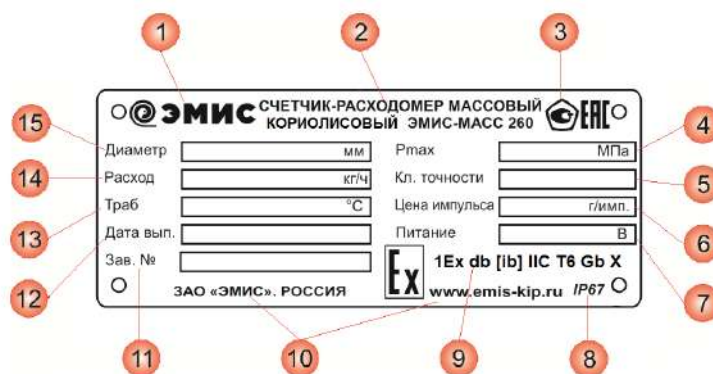 1 2 3
ЭМИС СЧЕТЧИК-РАСХОДОМЕР МАССОВЫЙ ЕАС
КОРИОЛИСОВЫЙ ЭМИС-МАСС 260
15 Диаметр мм Pmax МПа 4
14 Расход кг/ч Кл. точности 5
13 Траб °С Цена импульса г/имп. 6
12 Дата вып. Питание В 7
Зав. № Ex 1Ex db [ib] IIC T6 Gb X
ЗАО «ЭМИС». РОССИЯ www.emis-kip.ru IP67
11 10 9 8